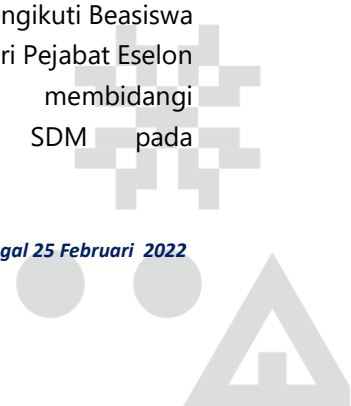 ngikuti Beasiswa
ri Pejabat Eselon
membidangi
SDM pada
gal 25 Februari 2022